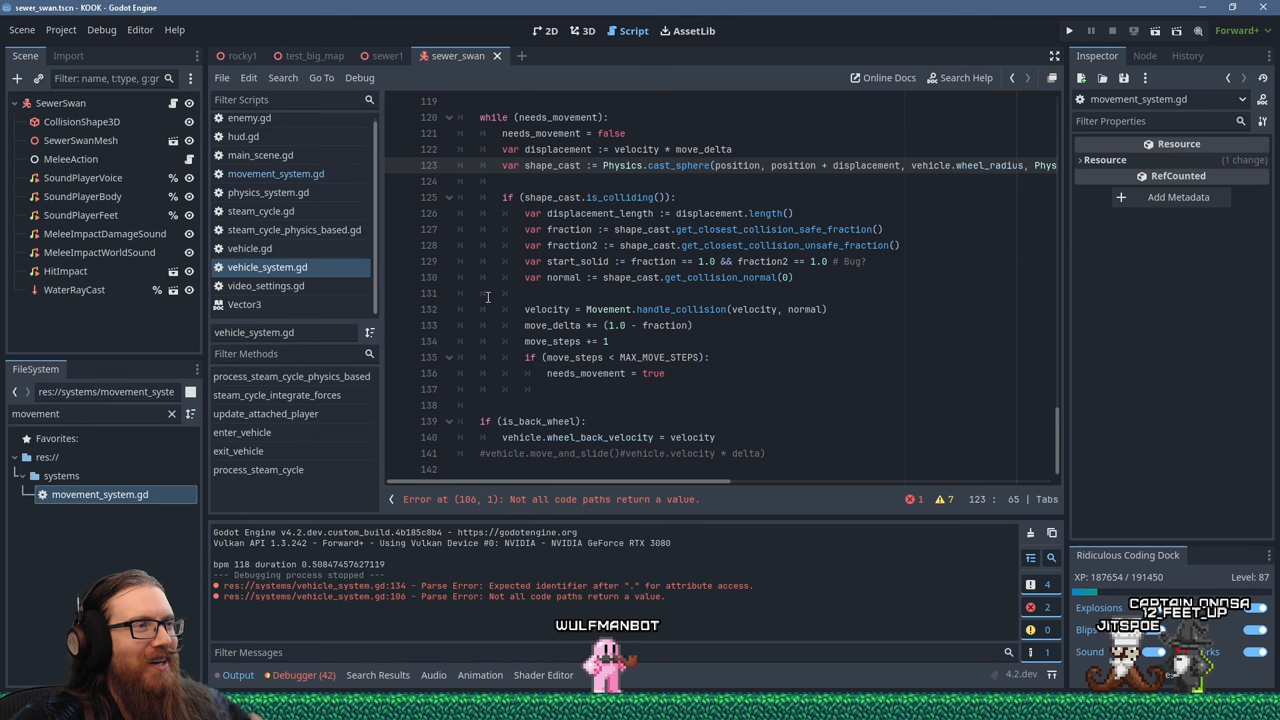 sewer_swan.tscn - KOOK - Godot Engine
Scene Project Debug Editor Help
2D 3D Script AssetLib
Forward+
Scene Import
Filter: name, t:type, g:gr
SewerSwan
CollisionShape3D
SewerSwanMesh
MeleeAction
SoundPlayerVoice
SoundPlayerBody
SoundPlayerFeet
MeleeImpactDamageSound
MeleeImpactWorldSound
HitImpact
WaterRayCast
FileSystem
res://systems/movement_syste
movement
Favorites:
res://
systems
movement_system.gd
rocky1 test_big_map sewer1 sewer_swan
File Edit Search Go To Debug
Online Docs Search Help
Filter Scripts
enemy.gd
hud.gd
main_scene.gd
movement_system.gd
physics_system.gd
steam_cycle.gd
steam_cycle_physics_based.gd
vehicle.gd
vehicle_system.gd
video_settings.gd
Vector3
vehicle_system.gd
Filter Methods
process_steam_cycle_physics_based
steam_cycle_integrate_forces
update_attached_player
enter_vehicle
exit_vehicle
process_steam_cycle
119
120 while (needs_movement):
121 needs_movement = false
122 var displacement := velocity * move_delta
123 var shape_cast := Physics.cast_sphere(position, position + displacement, vehicle.wheel_radius, Phys
124
125 if (shape_cast.is_colliding()):
126 var displacement_length := displacement.length()
127 var fraction := shape_cast.get_closest_collision_safe_fraction()
128 var fraction2 := shape_cast.get_closest_collision_unsafe_fraction()
129 var start_solid := fraction == 1.0 && fraction2 == 1.0 # Bug?
130 var normal := shape_cast.get_collision_normal(0)
131
132 velocity = Movement.handle_collision(velocity, normal)
133 move_delta *= (1.0 - fraction)
134 move_steps += 1
135 if (move_steps < MAX_MOVE_STEPS):
136 needs_movement = true
137
138
139 if (is_back_wheel):
140 vehicle.wheel_back_velocity = velocity
141 #vehicle.move_and_slide()#vehicle.velocity * delta)
142
Error at (106, 1): Not all code paths return a value.
1 7 123 : 65 | Tabs
Godot Engine v4.2.dev.custom_build.4b185c8b4 - https://godotengine.org
Vulkan API 1.3.242 - Forward+ - Using Vulkan Device #0: NVIDIA - NVIDIA GeForce RTX 3080
bpm 118 duration 0.50847457627119
--- Debugging process stopped ---
res://systems/vehicle_system.gd:134 - Parse Error: Expected identifier after "." for attribute access.
res://systems/vehicle_system.gd:106 - Parse Error: Not all code paths return a value.
4
2
0
1
Filter Messages
Output Debugger (42) Search Results Audio Animation Shader Editor
4.2.dev
Inspector Node History
movement_system.gd
Filter Properties
Resource
Resource (1 change)
RefCounted
Add Metadata
Ridiculous Coding Dock
XP: 187654 / 191450 Level: 87
Explosions
Blips
Sound
WULFMANBOT
CAPTAIN_ONOSA
12_FEET_UP
JITSPOE